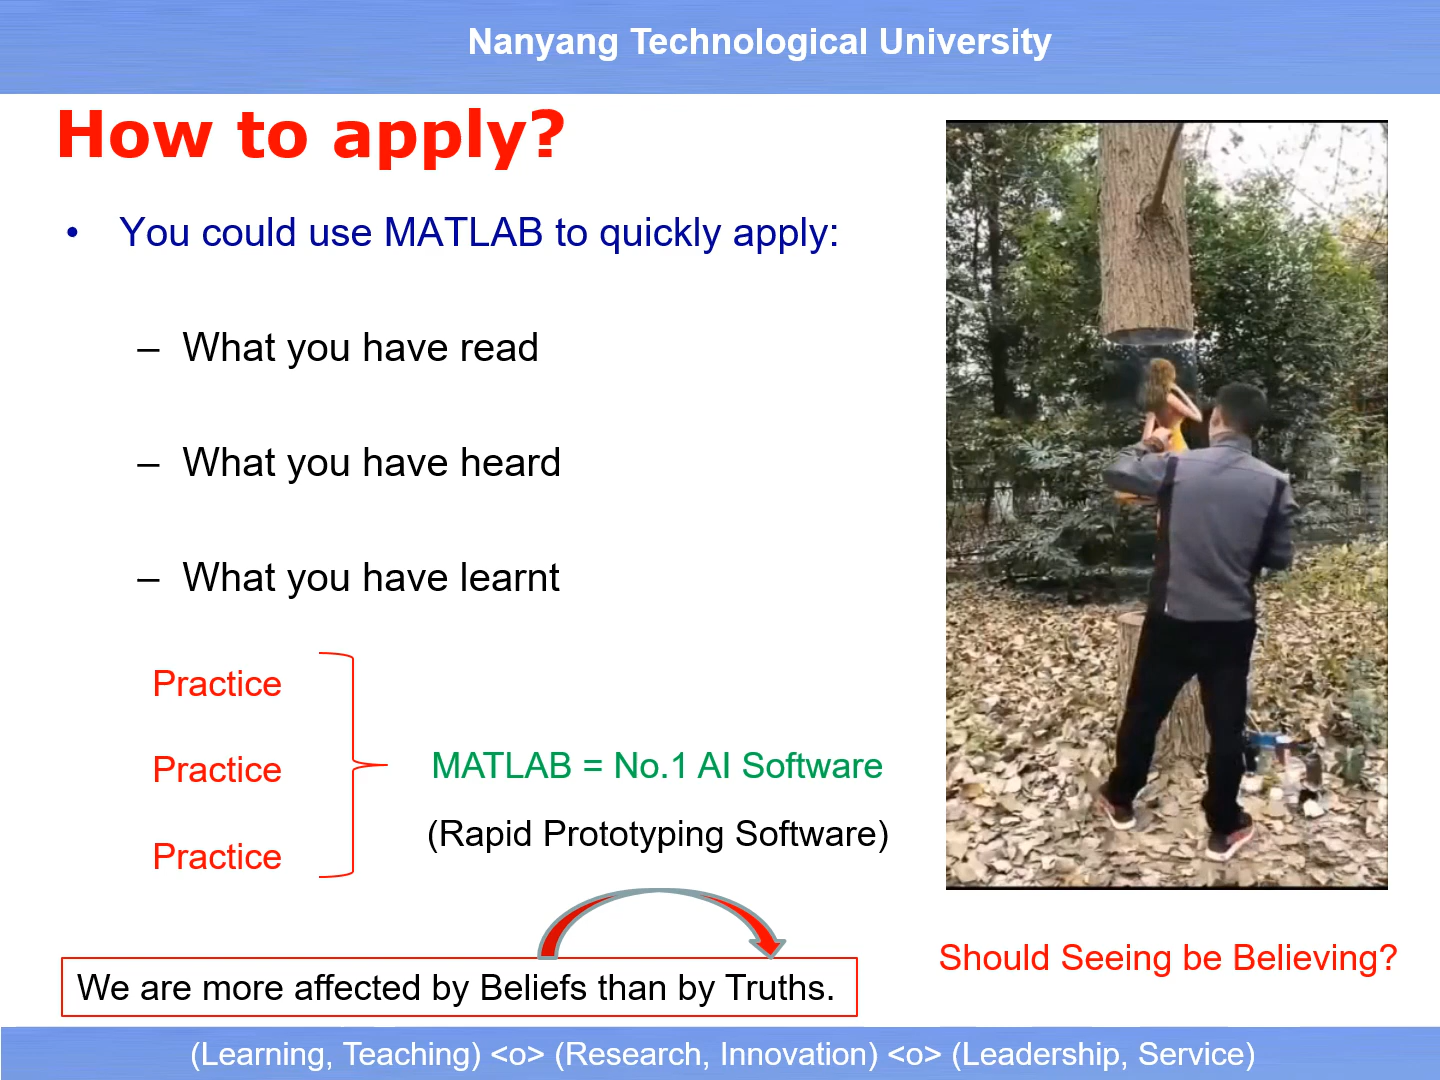 Nanyang Technological University
How to apply?
• You could use MATLAB to quickly apply:
– What you have read
– What you have heard
– What you have learnt
Practice
Practice
Practice
MATLAB = No.1 AI Software
(Rapid Prototyping Software)
We are more affected by Beliefs than by Truths.
Should Seeing be Believing?
(Learning, Teaching) <o> (Research, Innovation) <o> (Leadership, Service)